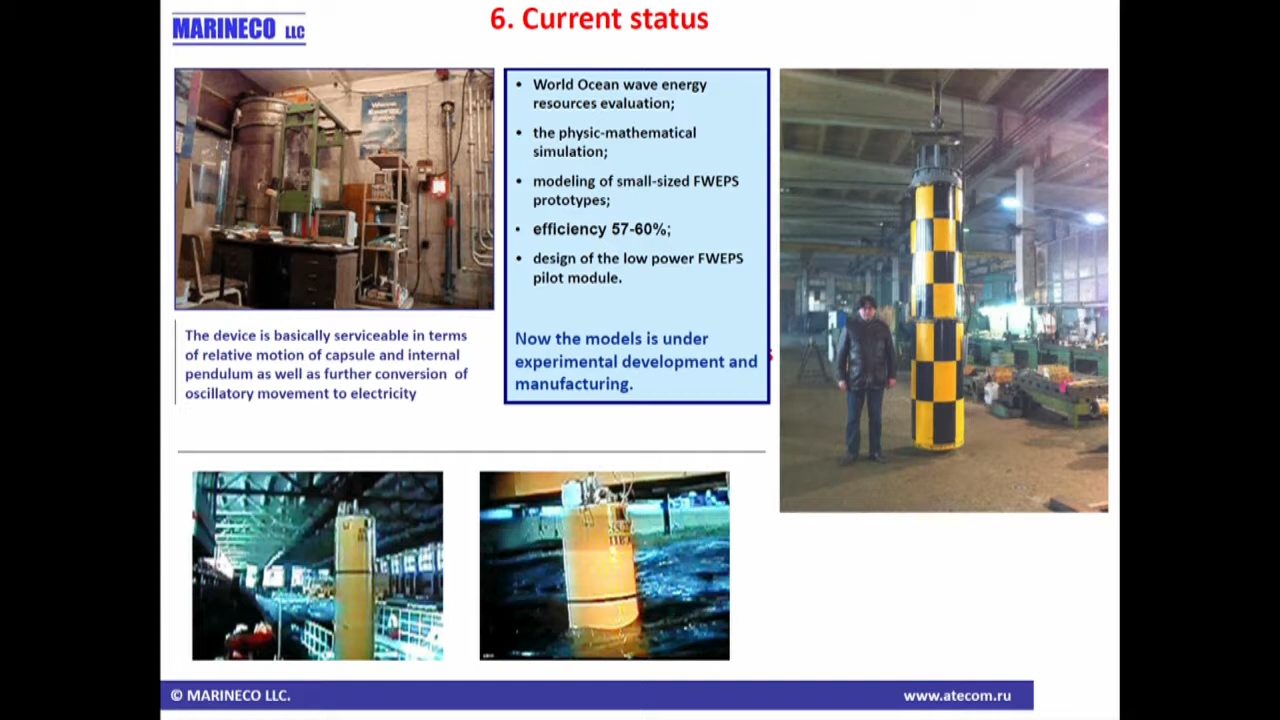 MARINECO LLC
6. Current status
• World Ocean wave energy
resources evaluation;
• the physic-mathematical
simulation;
• modeling of small-sized FWEPS
prototypes;
• efficiency 57-60%;
• design of the low power FWEPS
pilot module.
Now the models is under
experimental development and
manufacturing.
The device is basically serviceable in terms
of relative motion of capsule and internal
pendulum as well as further conversion of
oscillatory movement to electricity
© MARINECO LLC.
www.atecom.ru